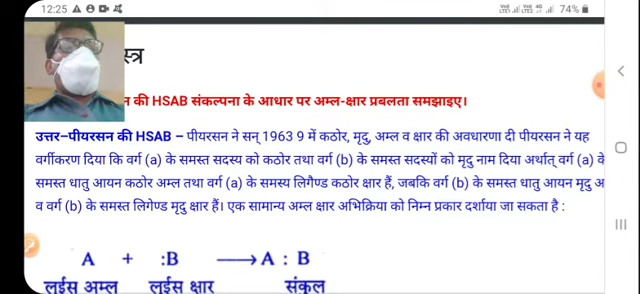 12:25 74%
स्त्र
न की HSAB संकल्पना के आधार पर अम्ल-क्षार प्रबलता समझाइए।
उत्तर–पीयरसन की HSAB – पीयरसन ने सन् 1963 9 में कठोर, मृदु, अम्ल व क्षार की अवधारणा दी पीयरसन ने यह
वर्गीकरण दिया कि वर्ग (a) के समस्त सदस्य को कठोर तथा वर्ग (b) के समस्त सदस्यों को मृदु नाम दिया अर्थात् वर्ग (a) के
समस्त धातु आयन कठोर अम्ल तथा वर्ग (a) के समस्य लिगैण्ड कठोर क्षार हैं, जबकि वर्ग (b) के समस्त धातु आयन मृदु अ
व वर्ग (b) के समस्त लिगेण्ड मृदु क्षार हैं। एक सामान्य अम्ल क्षार अभिक्रिया को निम्न प्रकार दर्शाया जा सकता है :
A + :B ⟶ A : B
लुईस अम्ल लुईस क्षार संकुल